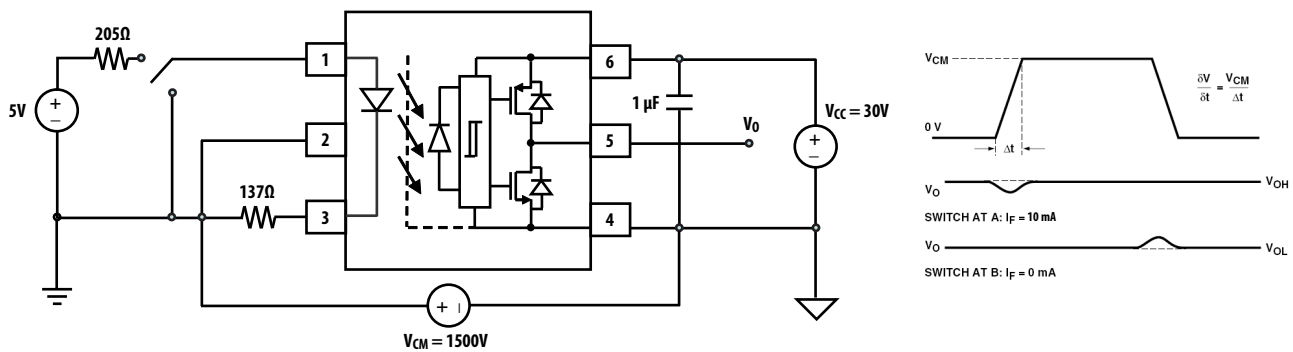 205Ω
5V
+
–
1
2
137Ω
3
6
5
4
1 µF
VO
VCC = 30V
+
–
+ –
VCM = 1500V
VCM
0 V
Δt
δV/δt = VCM/Δt
VO
VOH
SWITCH AT A: IF = 10 mA
VO
VOL
SWITCH AT B: IF = 0 mA